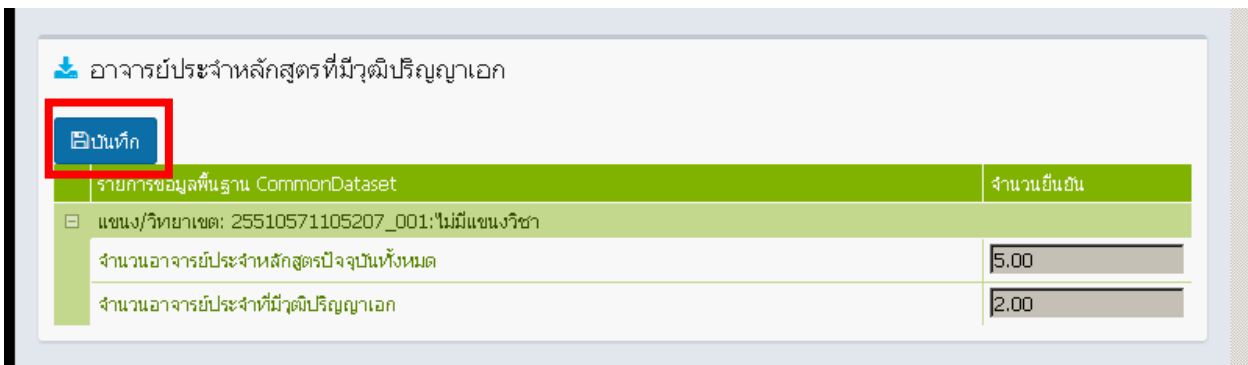 อาจารย์ประจำหลักสูตรที่มีวุฒิปริญญาเอก
บันทึก
รายการข้อมูลพื้นฐาน CommonDataset จำนวนยืนยัน
แขนง/วิทยาเขต: 25510571105207_001:ไม่มีแขนงวิชา
จำนวนอาจารย์ประจำหลักสูตรปัจจุบันทั้งหมด 5.00
จำนวนอาจารย์ประจำที่มีวุฒิปริญญาเอก 2.00